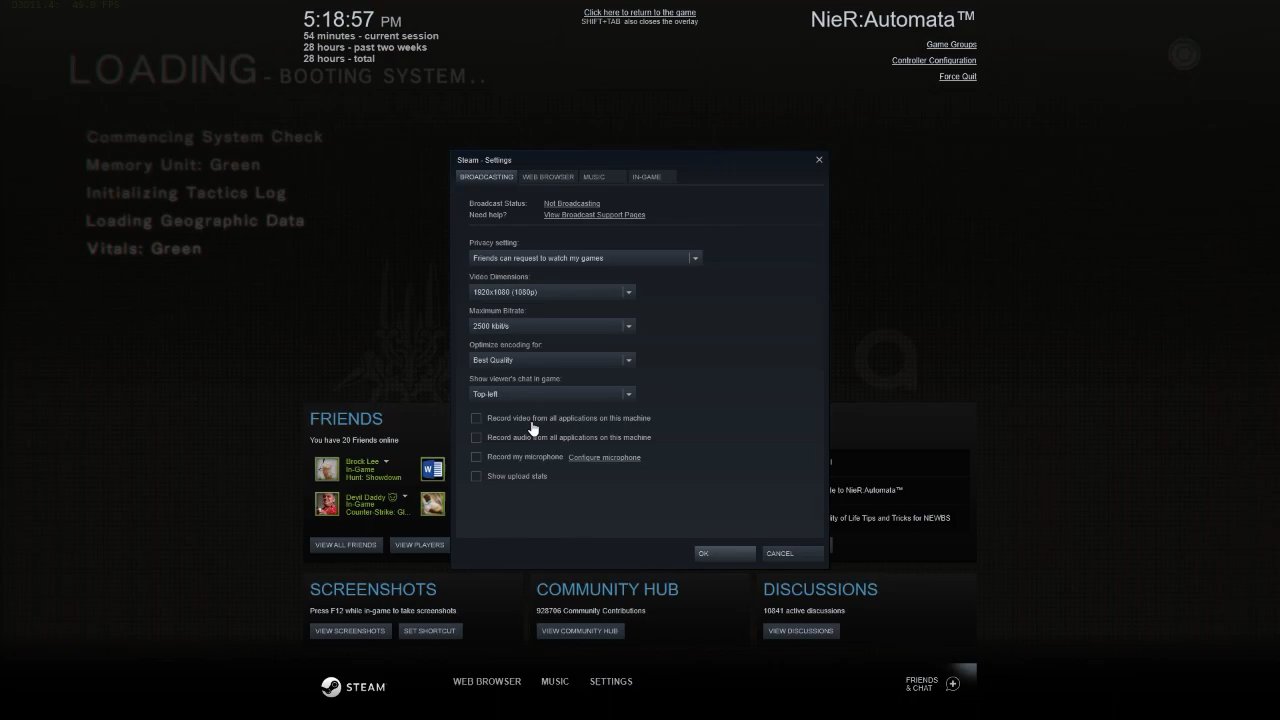 D3D11.4: 45.0 FPS
5:18:57 PM
54 minutes - current session
28 hours - past two weeks
28 hours - total
Click here to return to the game
SHIFT+TAB also closes the overlay
NieR:Automata™
Game Groups
Controller Configuration
Force Quit
LOADING - BOOTING SYSTEM..
Commencing System Check
Memory Unit: Green
Initializing Tactics Log
Loading Geographic Data
Vitals: Green
Steam - Settings
BROADCASTING WEB BROWSER MUSIC IN-GAME
Broadcast Status: Not Broadcasting
Need help? View Broadcast Support Pages
Privacy setting:
Friends can request to watch my games
Video Dimensions:
1920x1080 (1080p)
Maximum Bitrate:
2500 kbit/s
Optimize encoding for:
Best Quality
Show viewer's chat in game:
Top-left
Record video from all applications on this machine
Record audio from all applications on this machine
Record my microphone Configure microphone
Show upload stats
OK CANCEL
FRIENDS
You have 20 Friends online
Brock Lee
In-Game
Hunt: Showdown
Devil Daddy
In-Game
Counter-Strike: Gl...
VIEW ALL FRIENDS VIEW PLAYERS
le to NieR:Automata™
ity of Life Tips and Tricks for NEWBS
SCREENSHOTS
Press F12 while in-game to take screenshots
VIEW SCREENSHOTS SET SHORTCUT
COMMUNITY HUB
928706 Community Contributions
VIEW COMMUNITY HUB
DISCUSSIONS
10841 active discussions
VIEW DISCUSSIONS
STEAM
WEB BROWSER MUSIC SETTINGS
FRIENDS
& CHAT